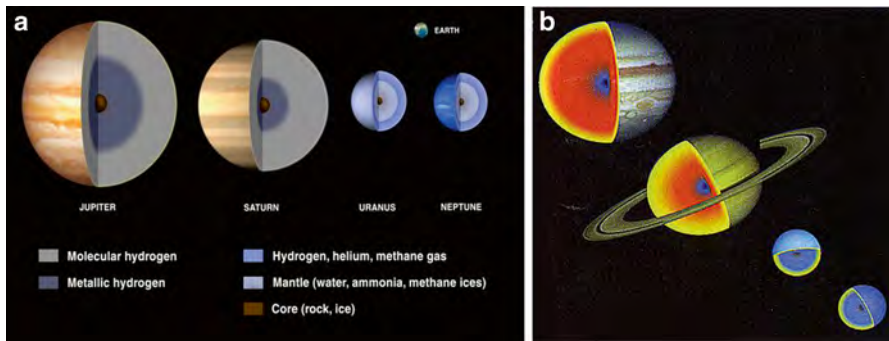 a
EARTH
JUPITER
SATURN
URANUS
NEPTUNE
Molecular hydrogen
Metallic hydrogen
Hydrogen, helium, methane gas
Mantle (water, ammonia, methane ices)
Core (rock, ice)
b